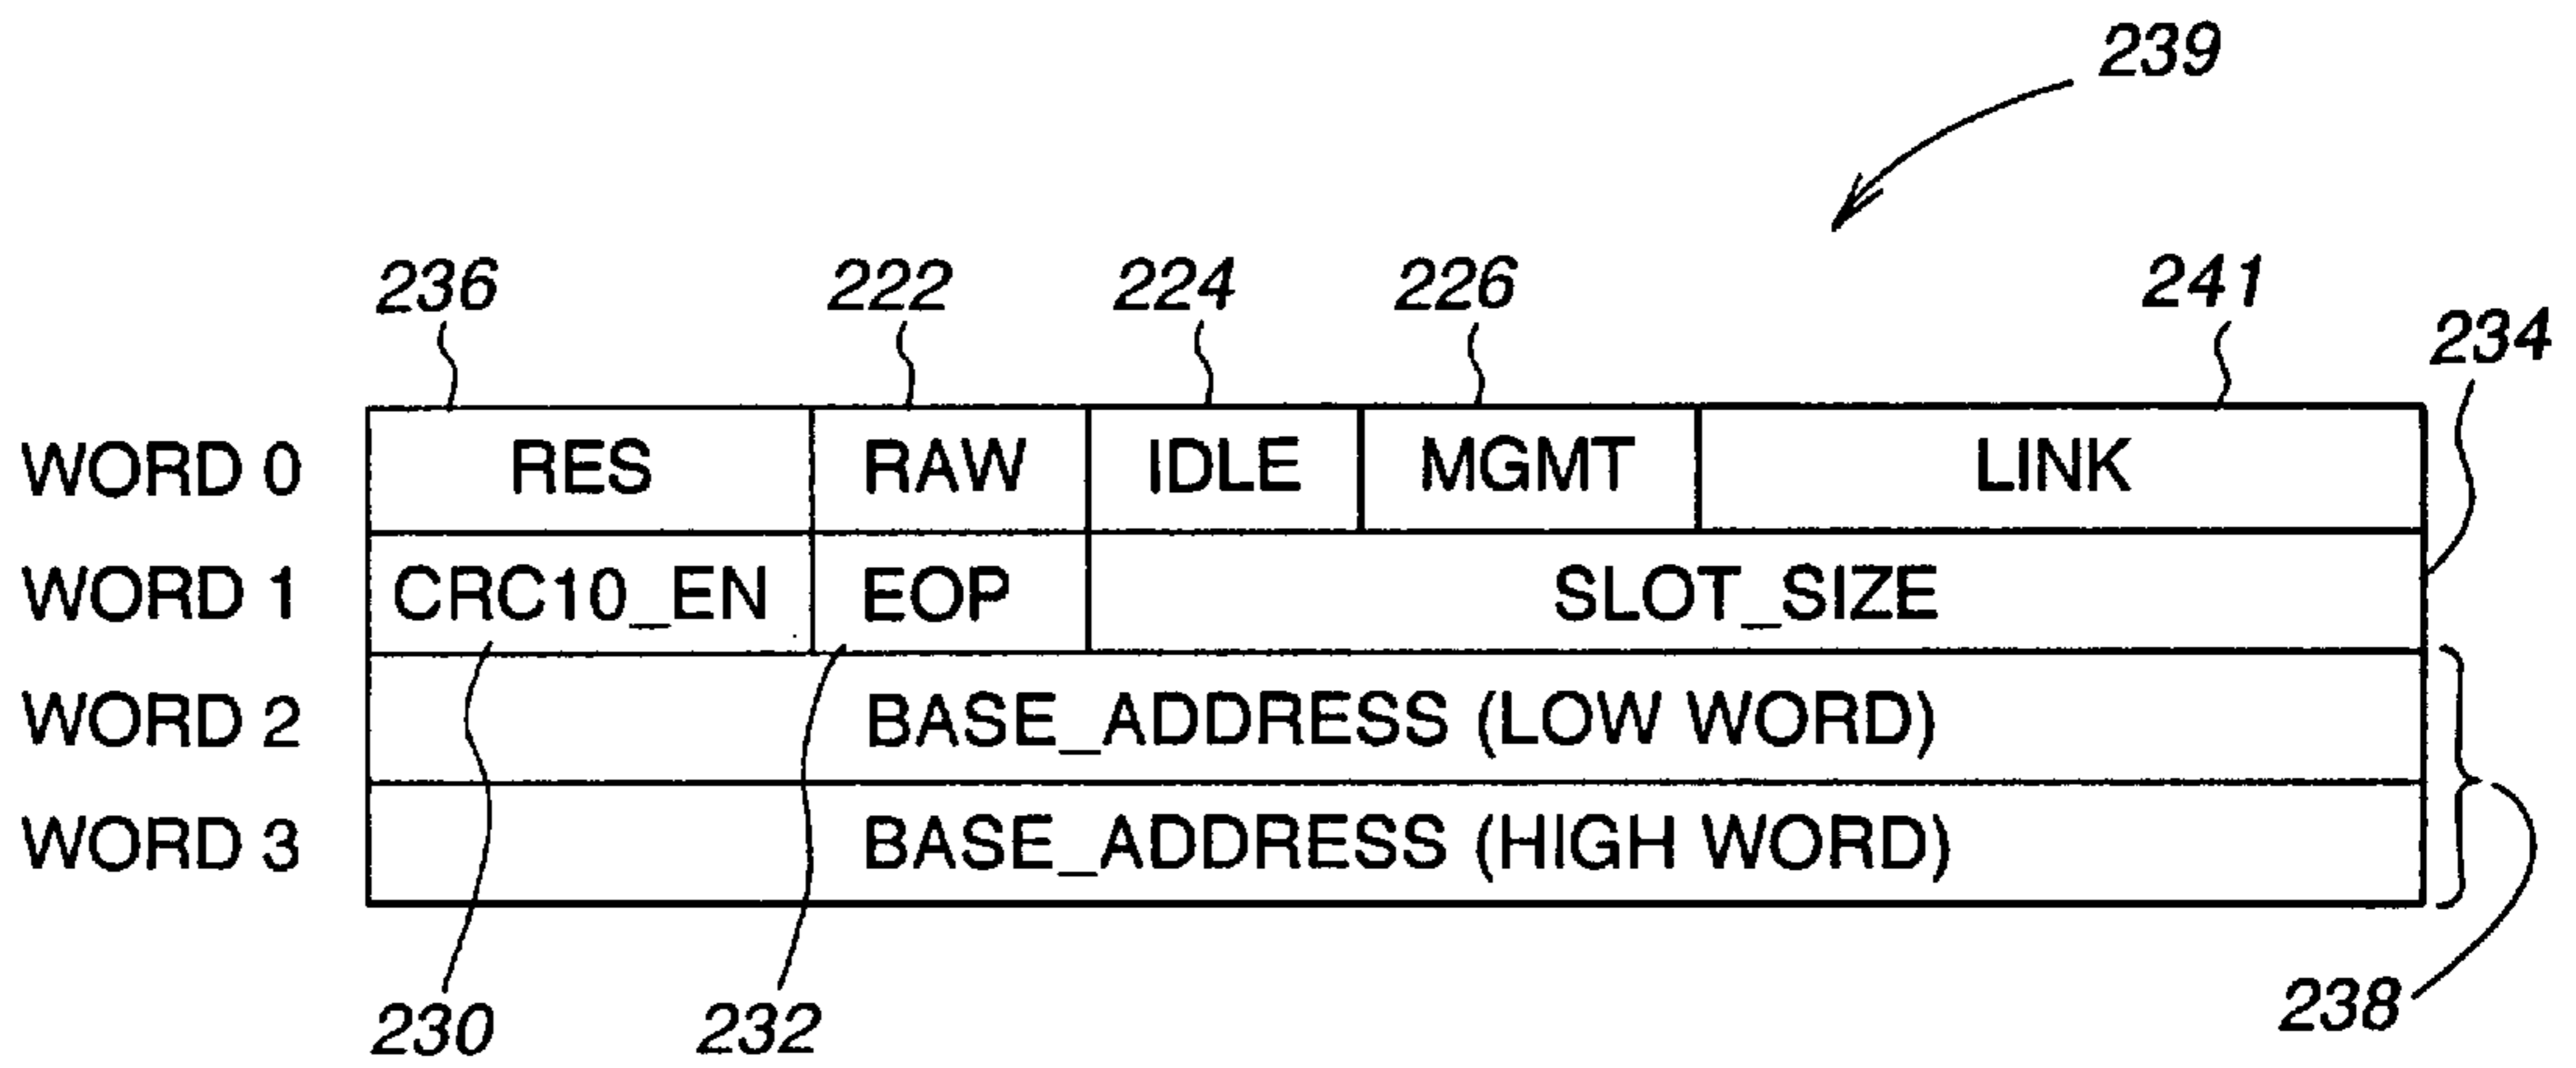 239
236 222 224 226 241
234
WORD 0 RES RAW IDLE MGMT LINK
WORD 1 CRC10_EN EOP SLOT_SIZE
WORD 2 BASE_ADDRESS (LOW WORD)
WORD 3 BASE_ADDRESS (HIGH WORD)
230 232 238